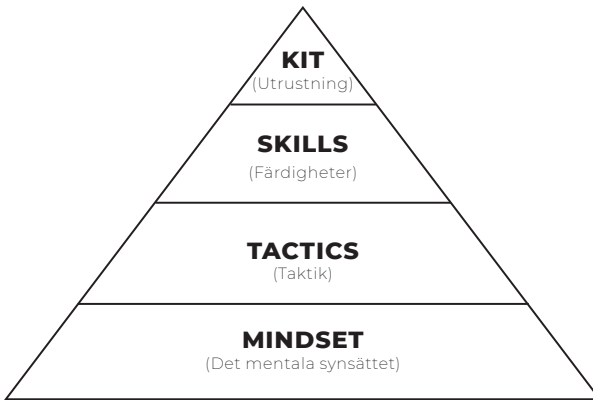 KIT
(Utrustning)
SKILLS
(Färdigheter)
TACTICS
(Taktik)
MINDSET
(Det mentala synsättet)